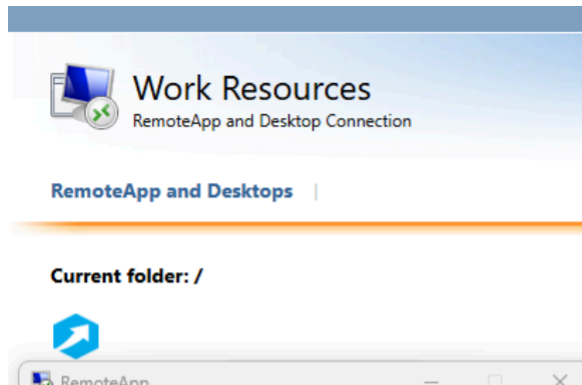 Work Resources
RemoteApp and Desktop Connection
RemoteApp and Desktops
Current folder: /
RemoteApp